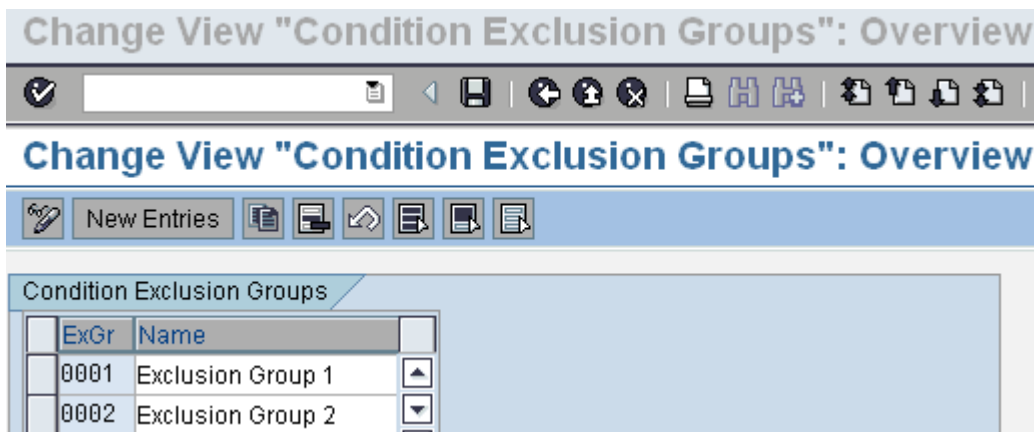 Change View "Condition Exclusion Groups": Overview
Change View "Condition Exclusion Groups": Overview
New Entries
Condition Exclusion Groups
ExGr Name
0001 Exclusion Group 1
0002 Exclusion Group 2